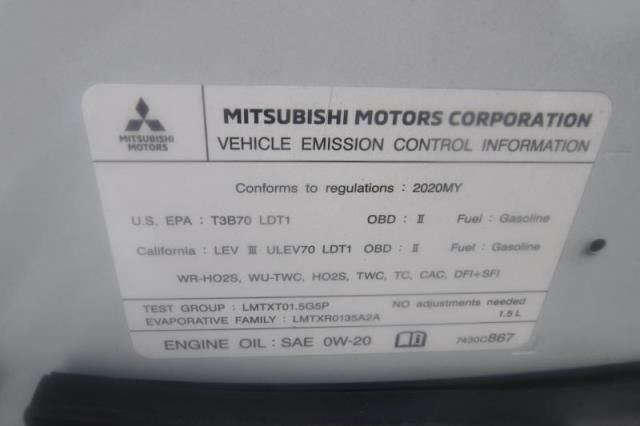 MITSUBISHI
MOTORS
MITSUBISHI MOTORS CORPORATION
VEHICLE EMISSION CONTROL INFORMATION
Conforms to regulations : 2020MY
U.S. EPA : T3B70 LDT1 OBD : II Fuel : Gasoline
California : LEV III ULEV70 LDT1 OBD : II Fuel : Gasoline
WR-HO2S, WU-TWC, HO2S, TWC, TC, CAC, DFI+SFI
TEST GROUP : LMTXT01.5G5P NO adjustments needed
EVAPORATIVE FAMILY : LMTXR0135A2A 1.5 L
ENGINE OIL : SAE 0W-20 7430C867